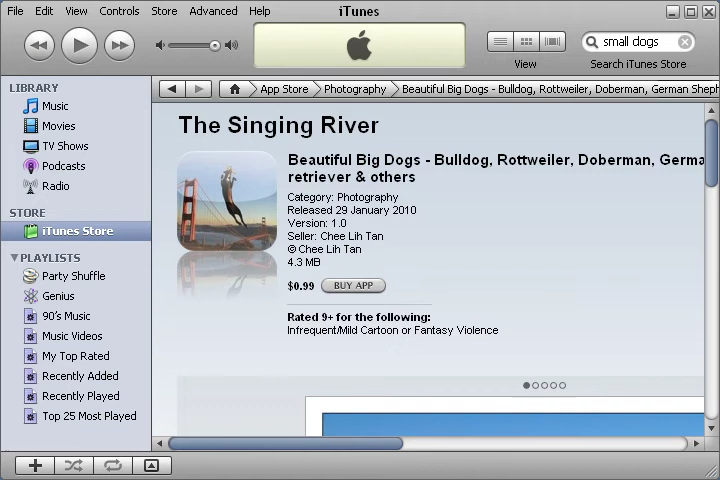 File Edit View Controls Store Advanced Help
iTunes
small dogs
View
Search iTunes Store
LIBRARY
Music
Movies
TV Shows
Podcasts
Radio
STORE
iTunes Store
PLAYLISTS
Party Shuffle
Genius
90's Music
Music Videos
My Top Rated
Recently Added
Recently Played
Top 25 Most Played
App Store Photography Beautiful Big Dogs - Bulldog, Rottweiler, Doberman, German Sheph
The Singing River
Beautiful Big Dogs - Bulldog, Rottweiler, Doberman, Germa
retriever & others
Category: Photography
Released 29 January 2010
Version: 1.0
Seller: Chee Lih Tan
© Chee Lih Tan
4.3 MB
$0.99 BUY APP
Rated 9+ for the following:
Infrequent/Mild Cartoon or Fantasy Violence